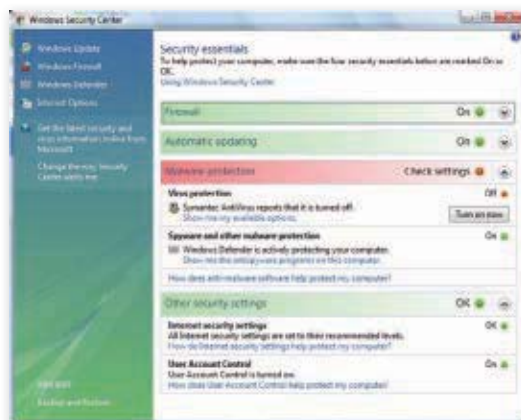 Windows Security Center
Windows Update
Windows Firewall
Windows Defender
Internet Options
Get the latest security and
virus information online from
Microsoft
Change the way Security
Center alerts me
See also
Backup and Restore
Security essentials
To help protect your computer, make sure the four security essentials below are marked On or
OK.
Using Windows Security Center
Firewall On
Automatic updating On
Malware protection Check settings
Virus protection Off
Symantec AntiVirus reports that it is turned off.
Show me my available options.
Turn on now
Spyware and other malware protection On
Windows Defender is actively protecting your computer.
Show me the antispyware programs on this computer.
How does anti-malware software help protect my computer?
Other security settings OK
Internet security settings OK
All Internet security settings are set to their recommended levels.
How do Internet security settings help protect my computer?
User Account Control On
User Account Control is turned on.
How does User Account Control help protect my computer?